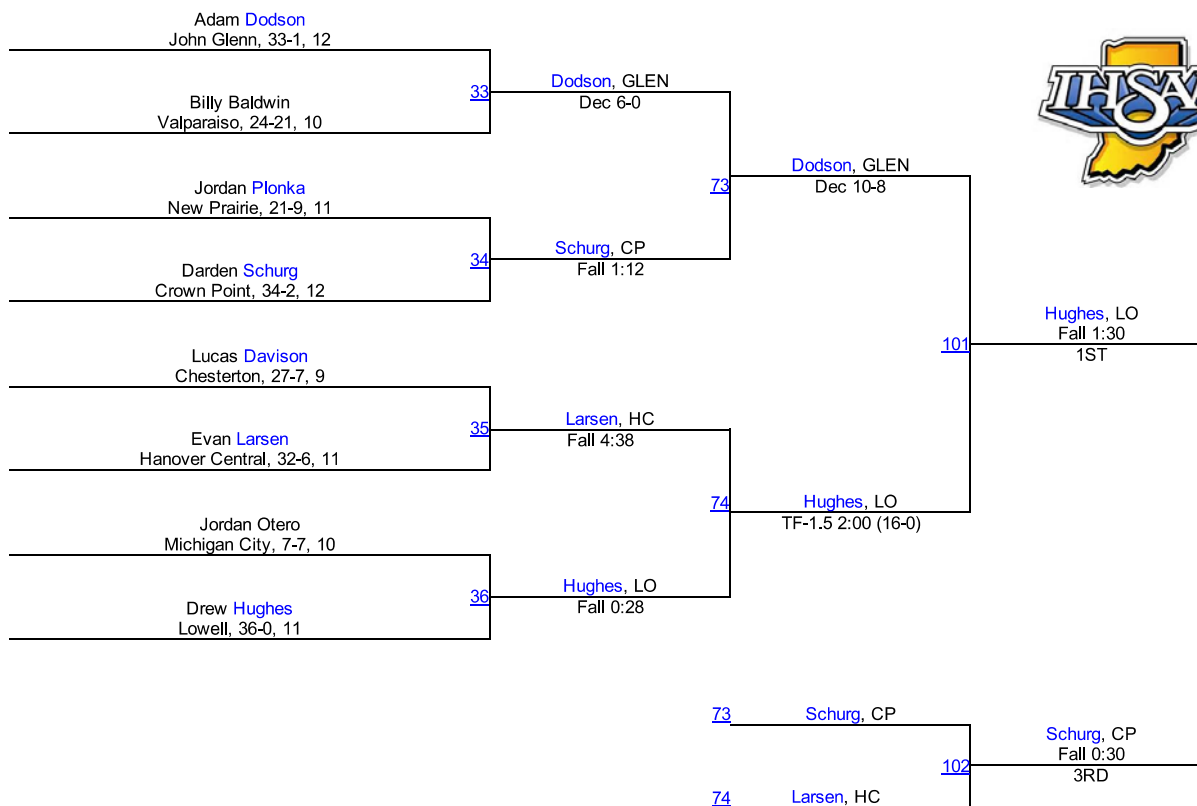 Adam Dodson
John Glenn, 33-1, 12
33
Billy Baldwin
Valparaiso, 24-21, 10
Dodson, GLEN
Dec 6-0
Jordan Plonka
New Prairie, 21-9, 11
34
Darden Schurg
Crown Point, 34-2, 12
Schurg, CP
Fall 1:12
73
Dodson, GLEN
Dec 10-8
Lucas Davison
Chesterton, 27-7, 9
35
Evan Larsen
Hanover Central, 32-6, 11
Larsen, HC
Fall 4:38
Jordan Otero
Michigan City, 7-7, 10
36
Drew Hughes
Lowell, 36-0, 11
Hughes, LO
Fall 0:28
74
Hughes, LO
TF-1.5 2:00 (16-0)
101
Hughes, LO
Fall 1:30
1ST
IHSAA
73
Schurg, CP
74
Larsen, HC
102
Schurg, CP
Fall 0:30
3RD